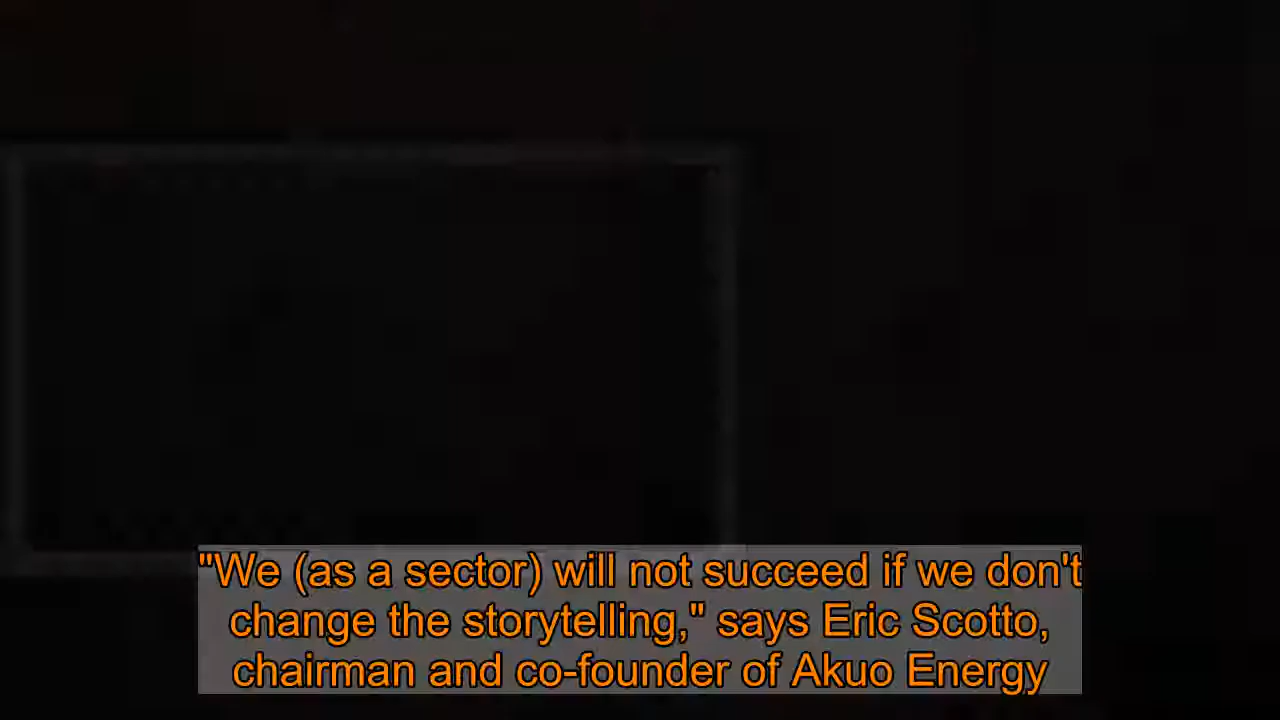 "We (as a sector) will not succeed if we don't
change the storytelling," says Eric Scotto,
chairman and co-founder of Akuo Energy